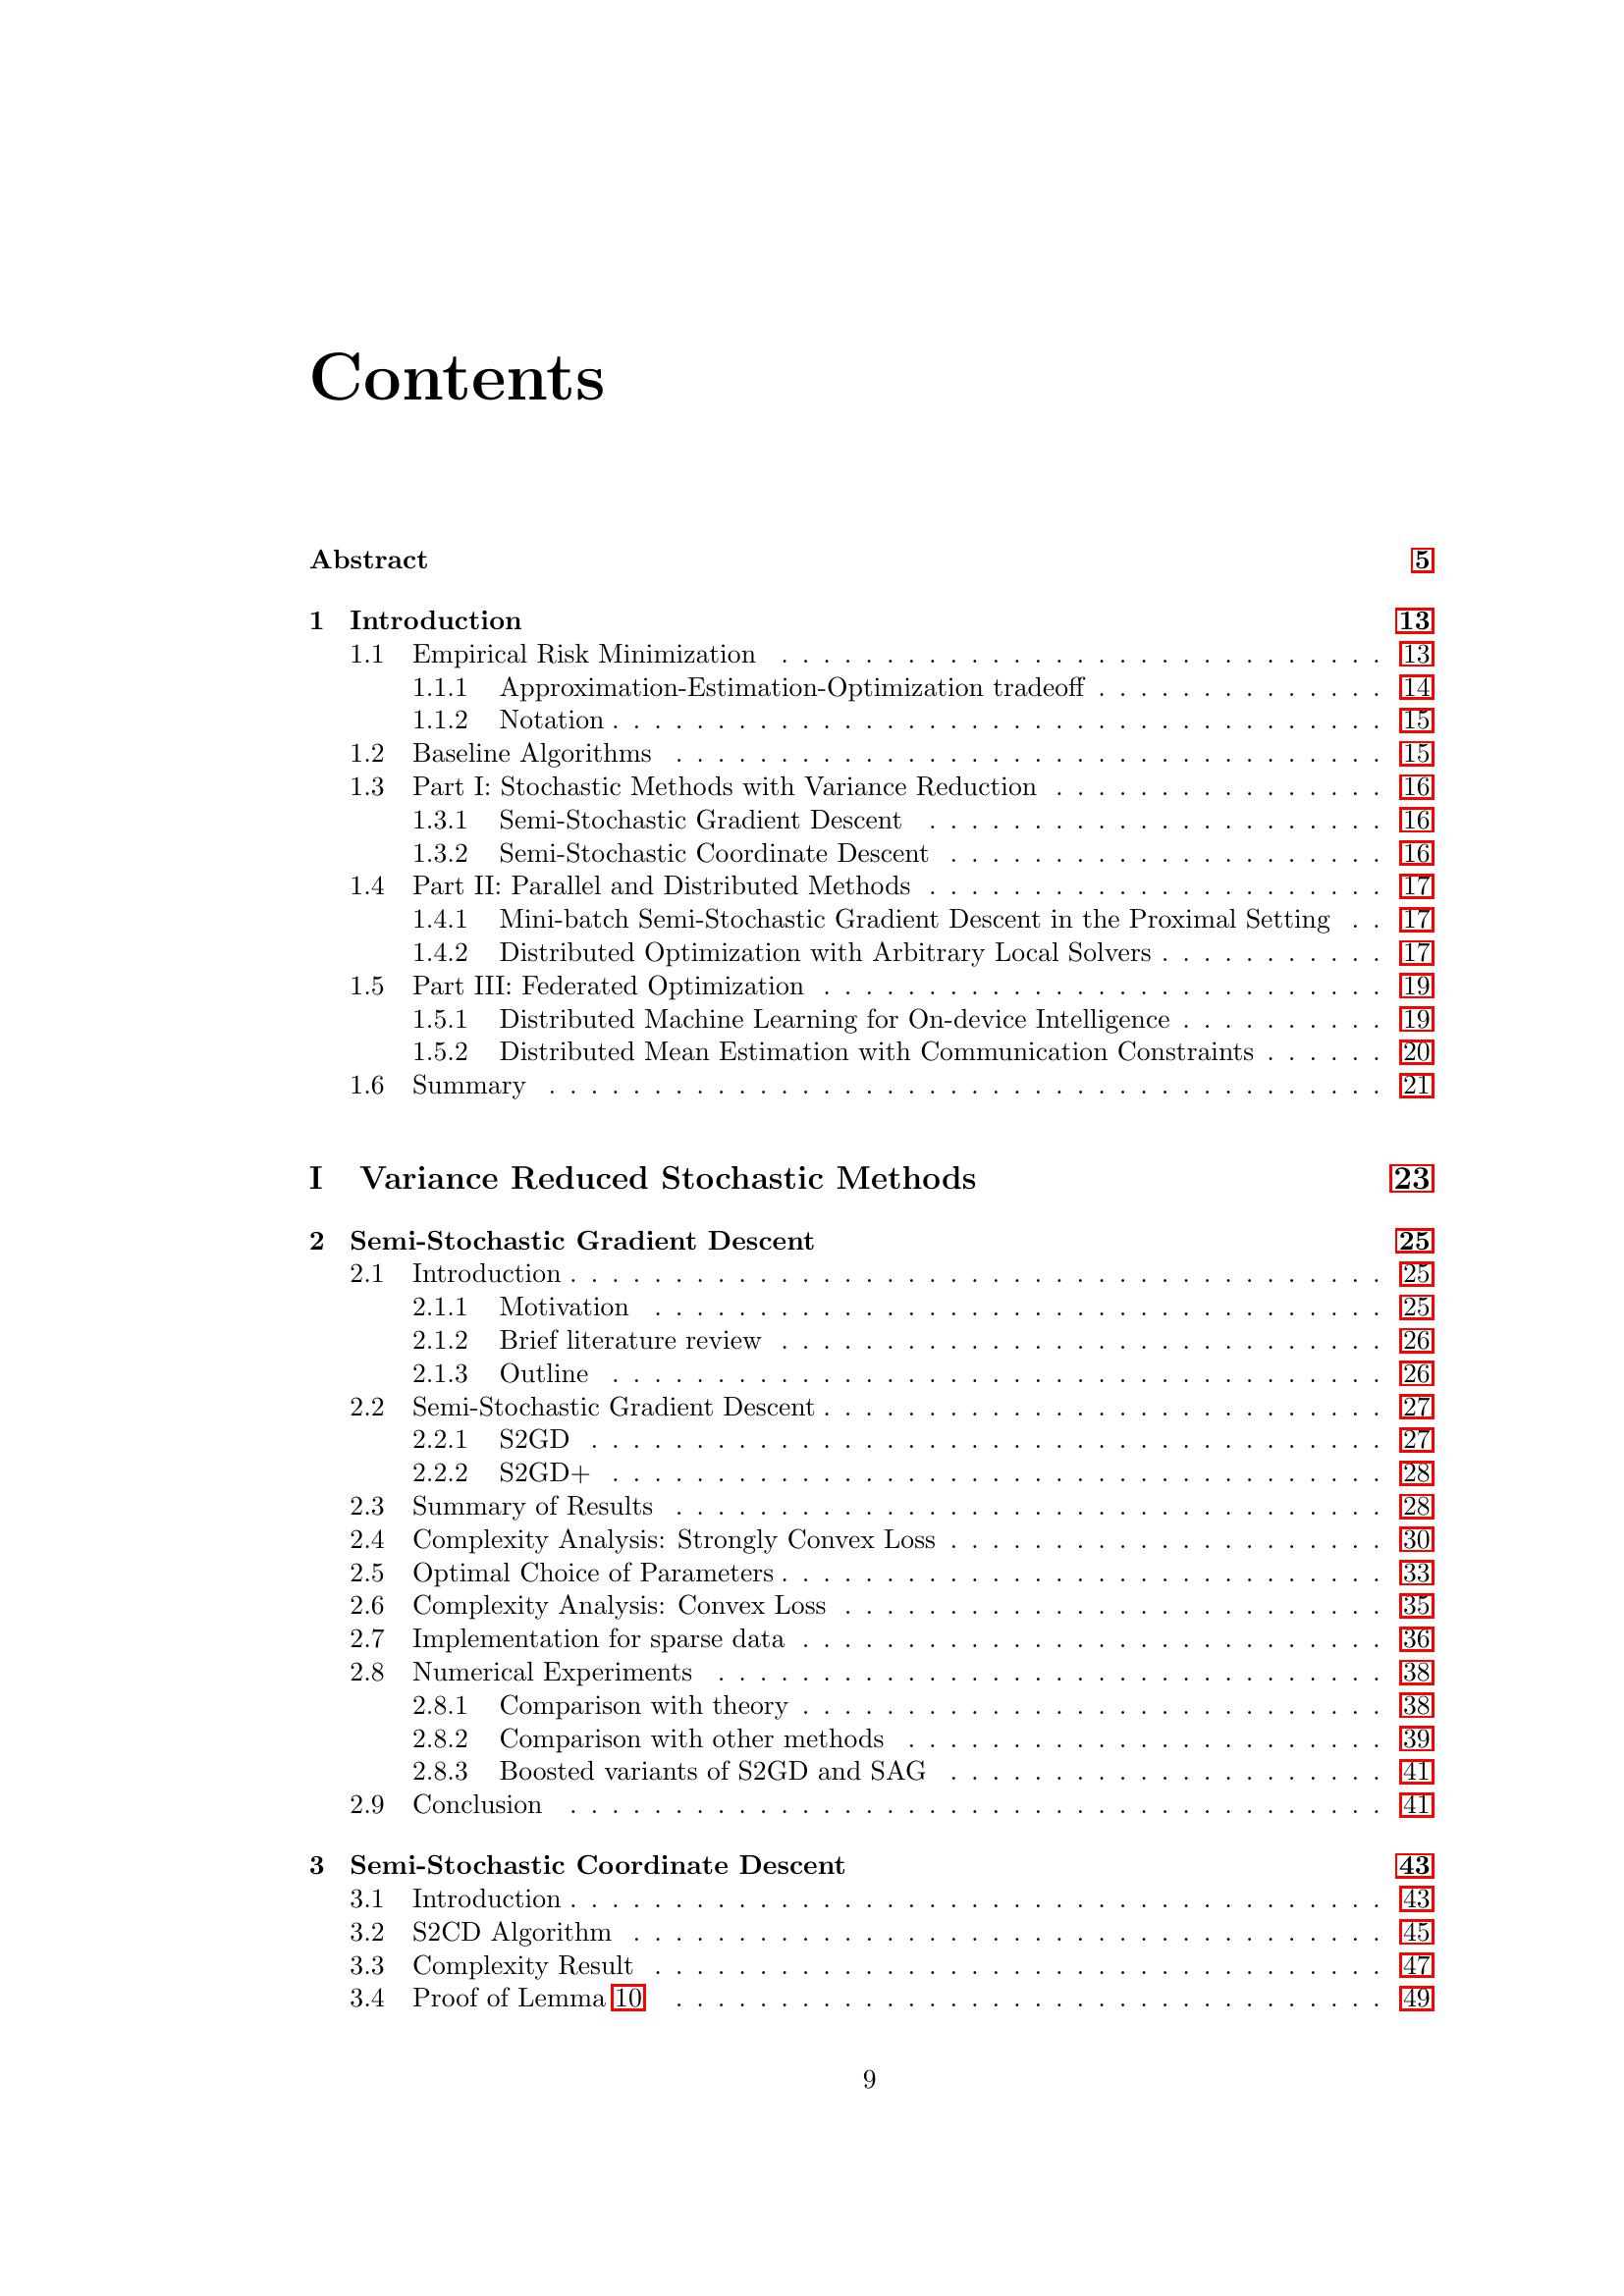 Contents
Abstract 5
1 Introduction 13
1.1 Empirical Risk Minimization . . . . . . . . . . . . . . . . . . . . . . . . . . . . . 13
1.1.1 Approximation-Estimation-Optimization tradeoff . . . . . . . . . . . . . . 14
1.1.2 Notation . . . . . . . . . . . . . . . . . . . . . . . . . . . . . . . . . . . . . 15
1.2 Baseline Algorithms . . . . . . . . . . . . . . . . . . . . . . . . . . . . . . . . . . 15
1.3 Part I: Stochastic Methods with Variance Reduction . . . . . . . . . . . . . . . . 16
1.3.1 Semi-Stochastic Gradient Descent . . . . . . . . . . . . . . . . . . . . . . 16
1.3.2 Semi-Stochastic Coordinate Descent . . . . . . . . . . . . . . . . . . . . . 16
1.4 Part II: Parallel and Distributed Methods . . . . . . . . . . . . . . . . . . . . . . 17
1.4.1 Mini-batch Semi-Stochastic Gradient Descent in the Proximal Setting . . 17
1.4.2 Distributed Optimization with Arbitrary Local Solvers . . . . . . . . . . . 17
1.5 Part III: Federated Optimization . . . . . . . . . . . . . . . . . . . . . . . . . . . 19
1.5.1 Distributed Machine Learning for On-device Intelligence . . . . . . . . . . 19
1.5.2 Distributed Mean Estimation with Communication Constraints . . . . . . 20
1.6 Summary . . . . . . . . . . . . . . . . . . . . . . . . . . . . . . . . . . . . . . . . 21
I Variance Reduced Stochastic Methods 23
2 Semi-Stochastic Gradient Descent 25
2.1 Introduction . . . . . . . . . . . . . . . . . . . . . . . . . . . . . . . . . . . . . . . 25
2.1.1 Motivation . . . . . . . . . . . . . . . . . . . . . . . . . . . . . . . . . . . 25
2.1.2 Brief literature review . . . . . . . . . . . . . . . . . . . . . . . . . . . . . 26
2.1.3 Outline . . . . . . . . . . . . . . . . . . . . . . . . . . . . . . . . . . . . . 26
2.2 Semi-Stochastic Gradient Descent . . . . . . . . . . . . . . . . . . . . . . . . . . . 27
2.2.1 S2GD . . . . . . . . . . . . . . . . . . . . . . . . . . . . . . . . . . . . . . 27
2.2.2 S2GD+ . . . . . . . . . . . . . . . . . . . . . . . . . . . . . . . . . . . . . 28
2.3 Summary of Results . . . . . . . . . . . . . . . . . . . . . . . . . . . . . . . . . . 28
2.4 Complexity Analysis: Strongly Convex Loss . . . . . . . . . . . . . . . . . . . . . 30
2.5 Optimal Choice of Parameters . . . . . . . . . . . . . . . . . . . . . . . . . . . . . 33
2.6 Complexity Analysis: Convex Loss . . . . . . . . . . . . . . . . . . . . . . . . . . 35
2.7 Implementation for sparse data . . . . . . . . . . . . . . . . . . . . . . . . . . . . 36
2.8 Numerical Experiments . . . . . . . . . . . . . . . . . . . . . . . . . . . . . . . . 38
2.8.1 Comparison with theory . . . . . . . . . . . . . . . . . . . . . . . . . . . . 38
2.8.2 Comparison with other methods . . . . . . . . . . . . . . . . . . . . . . . 39
2.8.3 Boosted variants of S2GD and SAG . . . . . . . . . . . . . . . . . . . . . 41
2.9 Conclusion . . . . . . . . . . . . . . . . . . . . . . . . . . . . . . . . . . . . . . . 41
3 Semi-Stochastic Coordinate Descent 43
3.1 Introduction . . . . . . . . . . . . . . . . . . . . . . . . . . . . . . . . . . . . . . . 43
3.2 S2CD Algorithm . . . . . . . . . . . . . . . . . . . . . . . . . . . . . . . . . . . . 45
3.3 Complexity Result . . . . . . . . . . . . . . . . . . . . . . . . . . . . . . . . . . . 47
3.4 Proof of Lemma 10 . . . . . . . . . . . . . . . . . . . . . . . . . . . . . . . . . . 49
9